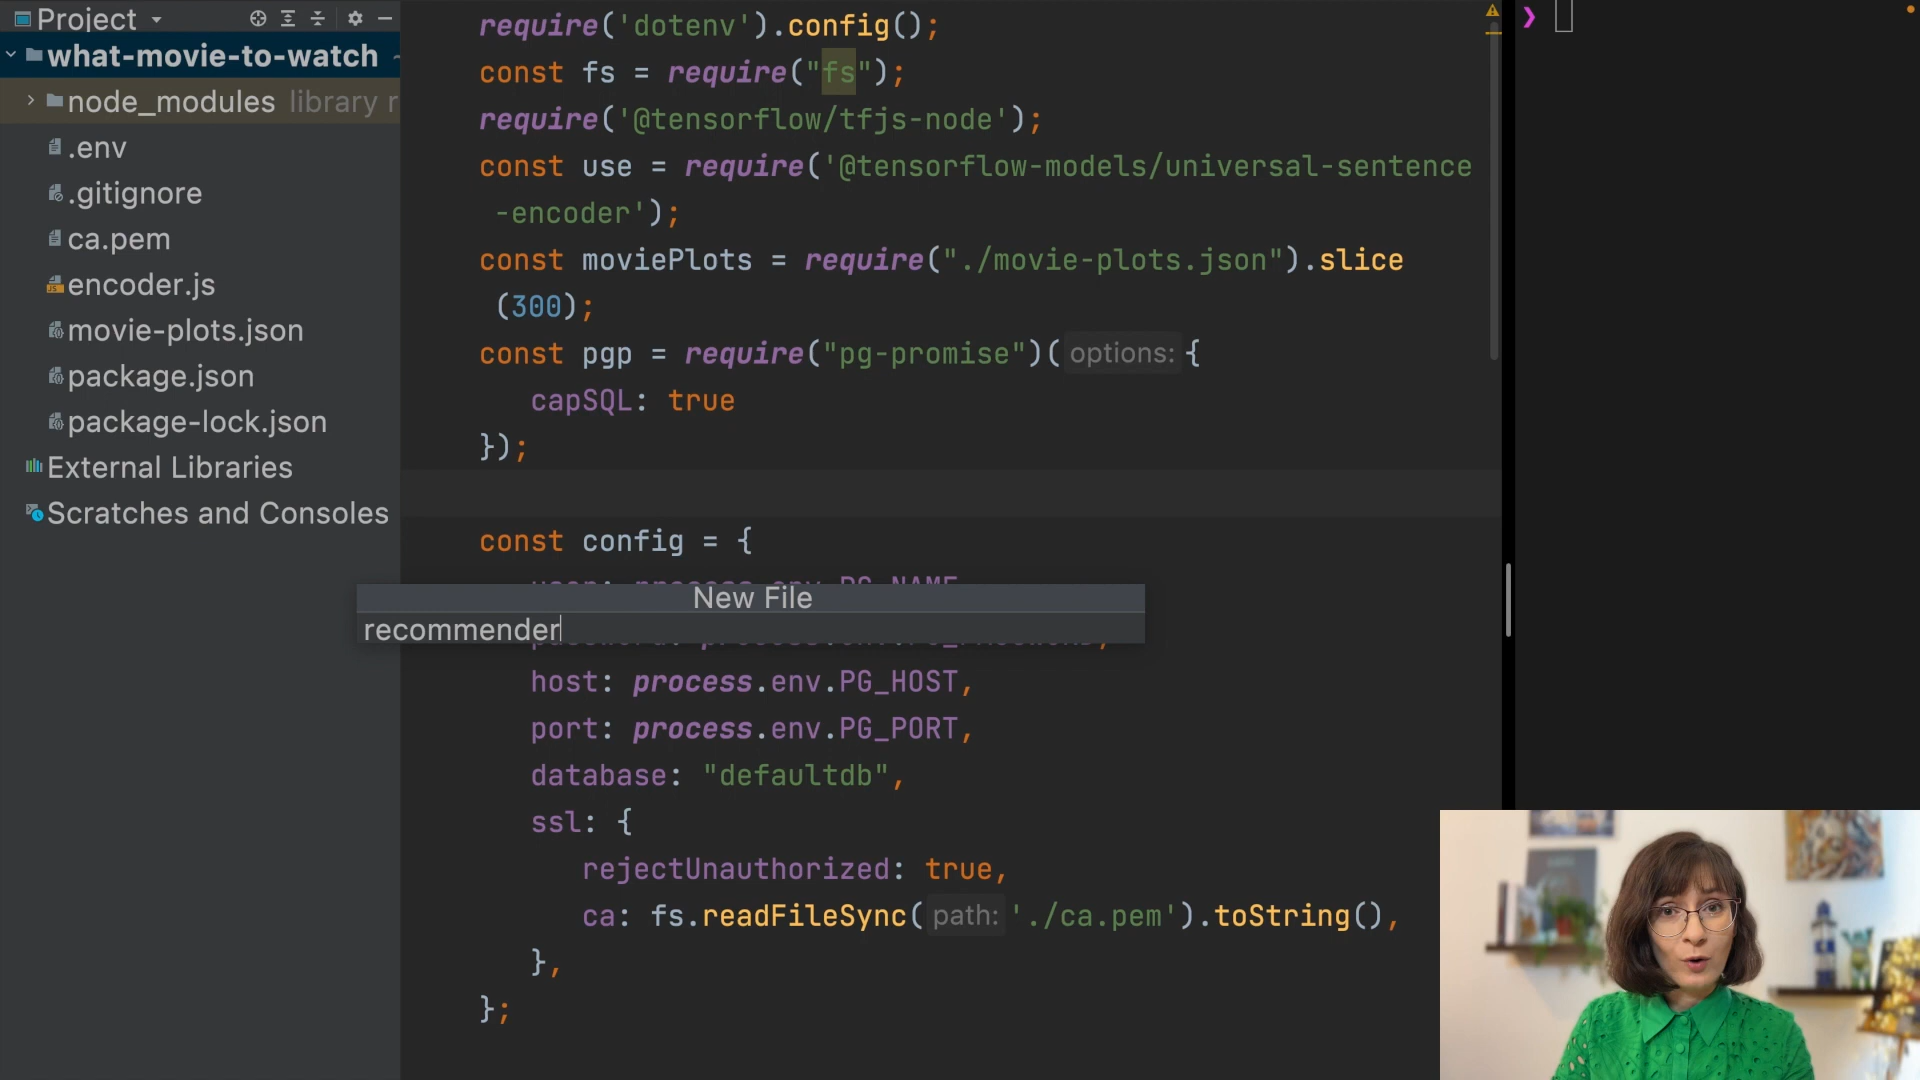 Project
what-movie-to-watch
node_modules library r
.env
.gitignore
ca.pem
encoder.js
movie-plots.json
package.json
package-lock.json
External Libraries
Scratches and Consoles
require('dotenv').config();
const fs = require("fs");
require('@tensorflow/tfjs-node');
const use = require('@tensorflow-models/universal-sentence
-encoder');
const moviePlots = require("./movie-plots.json").slice
(300);
const pgp = require("pg-promise")( options: {
capSQL: true
});
const config = {
New File
recommender
host: process.env.PG_HOST,
port: process.env.PG_PORT,
database: "defaultdb",
ssl: {
rejectUnauthorized: true,
ca: fs.readFileSync( path: './ca.pem').toString(),
},
};